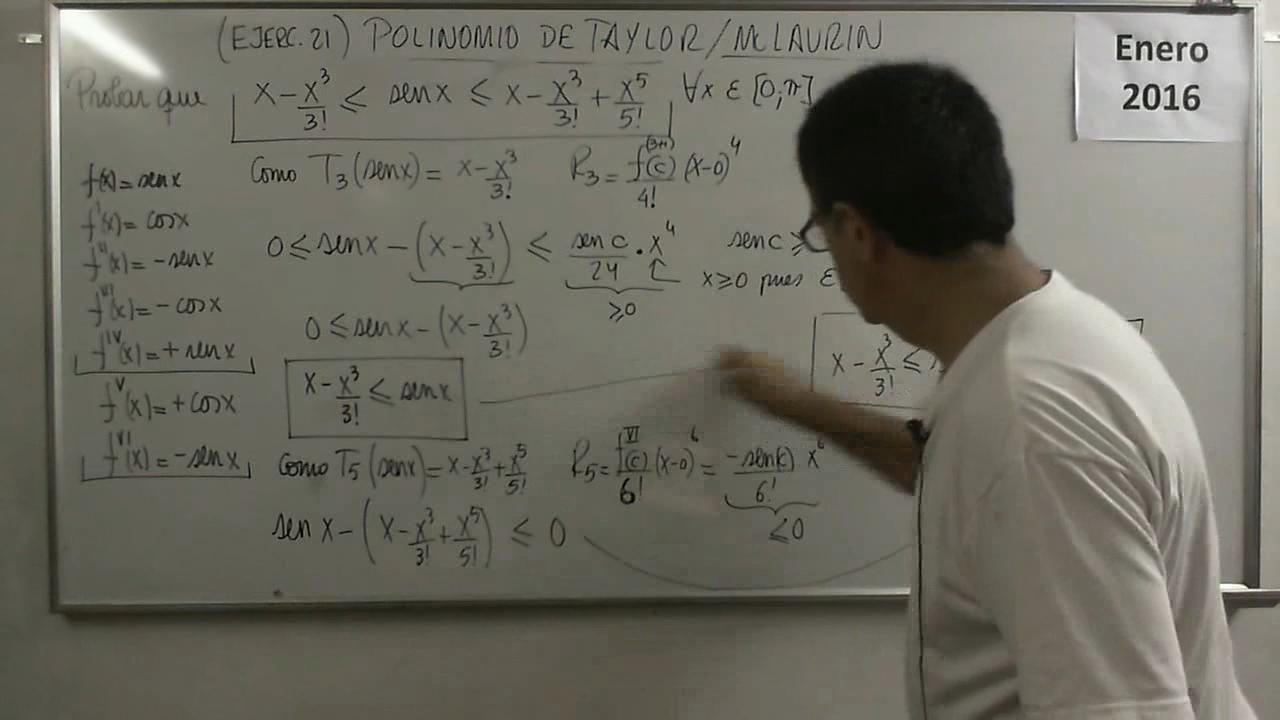 (EJERC. 21) POLINOMIO DE TAYLOR/MCLAURIN
Enero
2016
Probar que x - x³/3! ≤ sen x ≤ x - x³/3! + x⁵/5! ∀x ∈ [0,π]
f(x) = sen x
f'(x) = cos x
f''(x) = -sen x
f'''(x) = -cos x
f^IV(x) = +sen x
f^V(x) = +cos x
f^VI(x) = -sen x
Como T₃(sen x) = x - x³/3! R₃ = f^(3+1)(c)/4! (x-0)⁴
0 ≤ sen x - (x - x³/3!) ≤ sen c/24 · x⁴ sen c ≥
≥0 x ≥ 0 pues ∈
0 ≤ sen x - (x - x³/3!)
x - x³/3! ≤ sen x
x - x³/3! ≤
Como T₅(sen x) = x - x³/3! + x⁵/5! R₅ = f^VI(c)/6! (x-0)⁶ = -sen(c)/6! x⁶
≤0
sen x - (x - x³/3! + x⁵/5!) ≤ 0